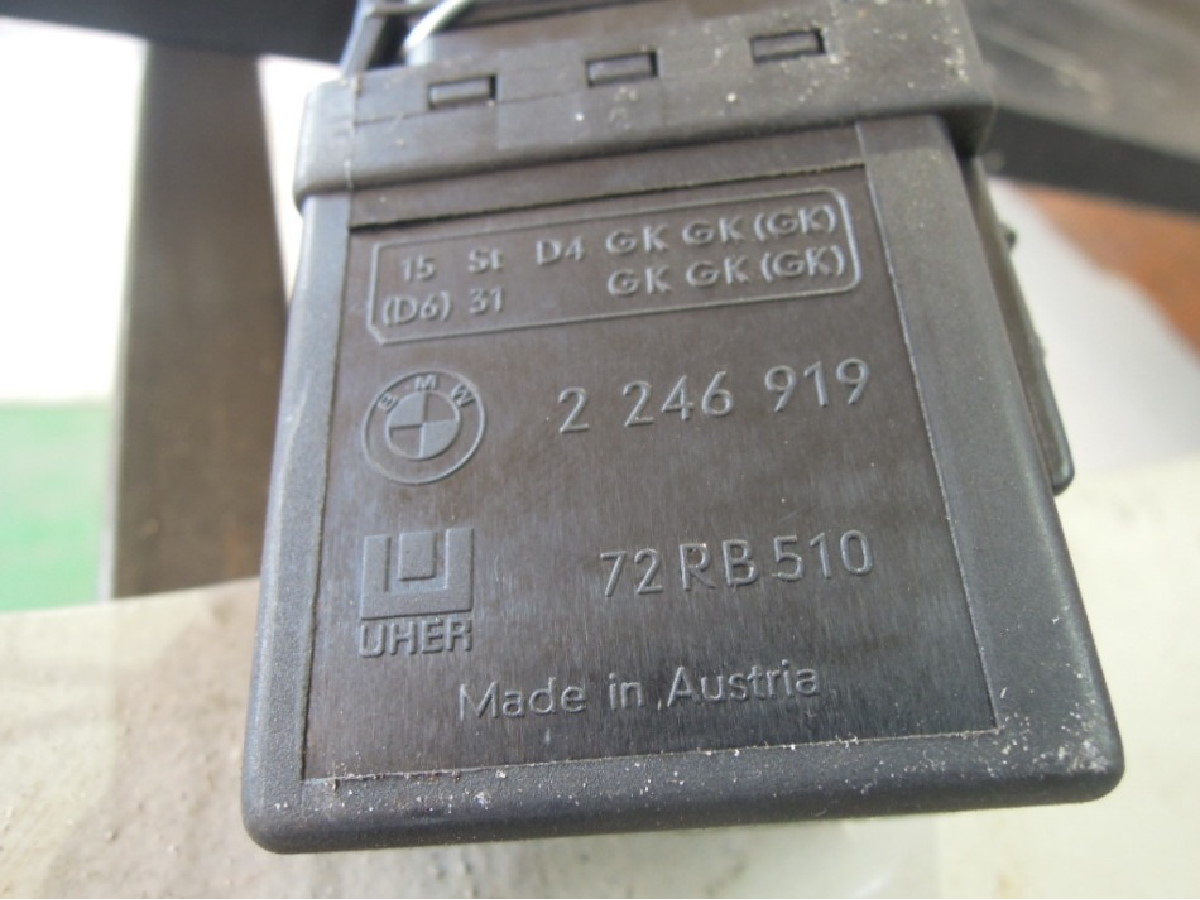 15 St D4 GK GK (GK)
(D6) 31 GK GK (GK)
BMW
2 246 919
72 RB 510
UHER
Made in Austria